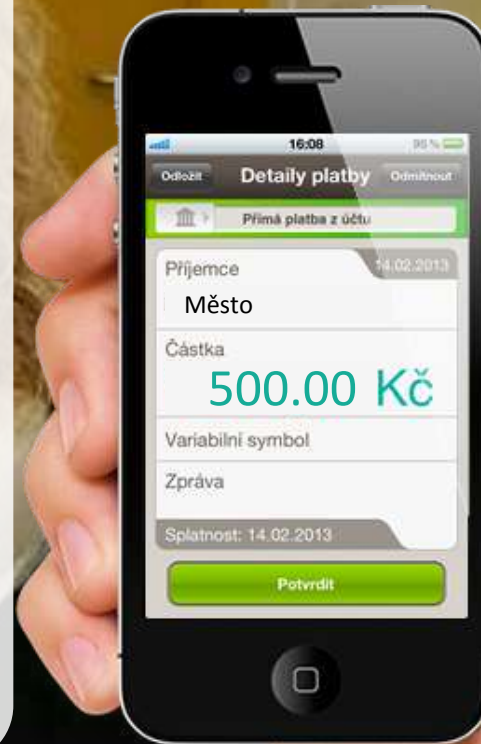 16:08
95 %
Odložit
Detaily platby
Odmítnout
Přímá platba z účtu
Příjemce
14.02.2013
Město
Částka
500.00 Kč
Variabilní symbol
Zpráva
Splatnost: 14.02.2013
Potvrdit